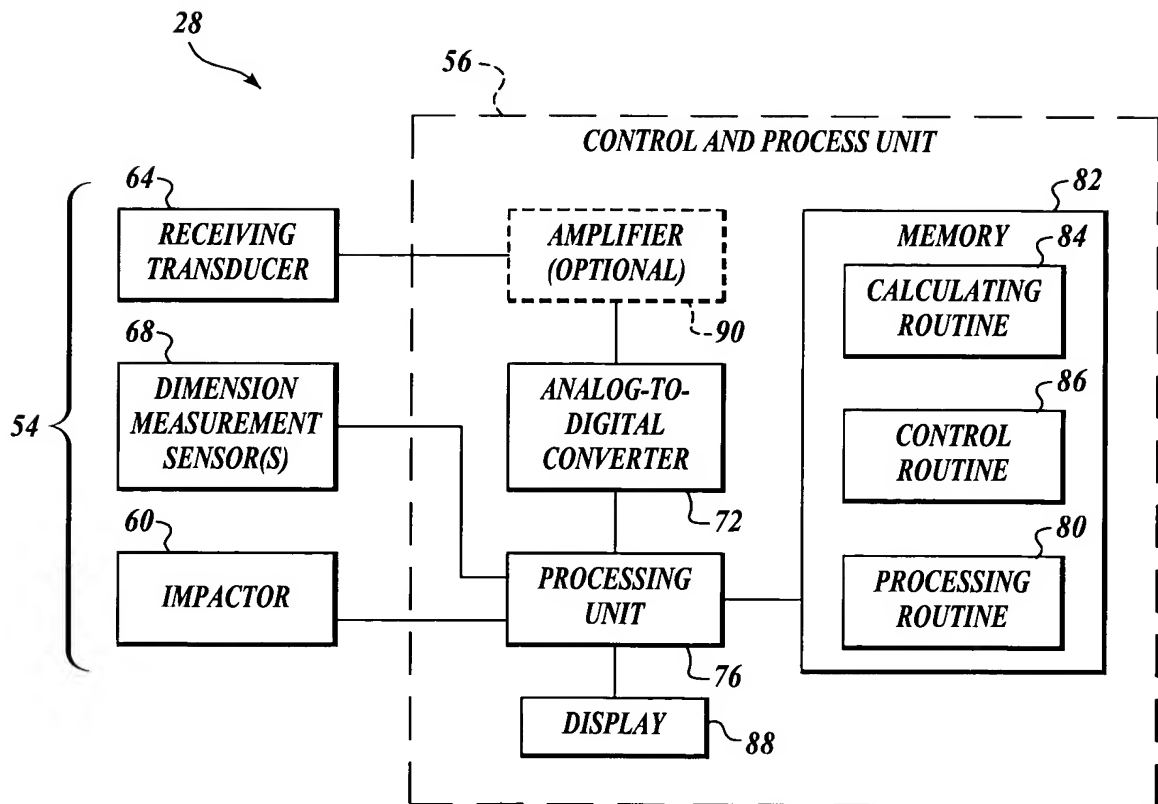 28
56
CONTROL AND PROCESS UNIT
64
RECEIVING
TRANSDUCER
AMPLIFIER
(OPTIONAL)
90
82
MEMORY
84
CALCULATING
ROUTINE
54
68
DIMENSION
MEASUREMENT
SENSOR(S)
ANALOG-TO-
DIGITAL
CONVERTER
72
86
CONTROL
ROUTINE
60
IMPACTOR
PROCESSING
UNIT
76
80
PROCESSING
ROUTINE
DISPLAY
88